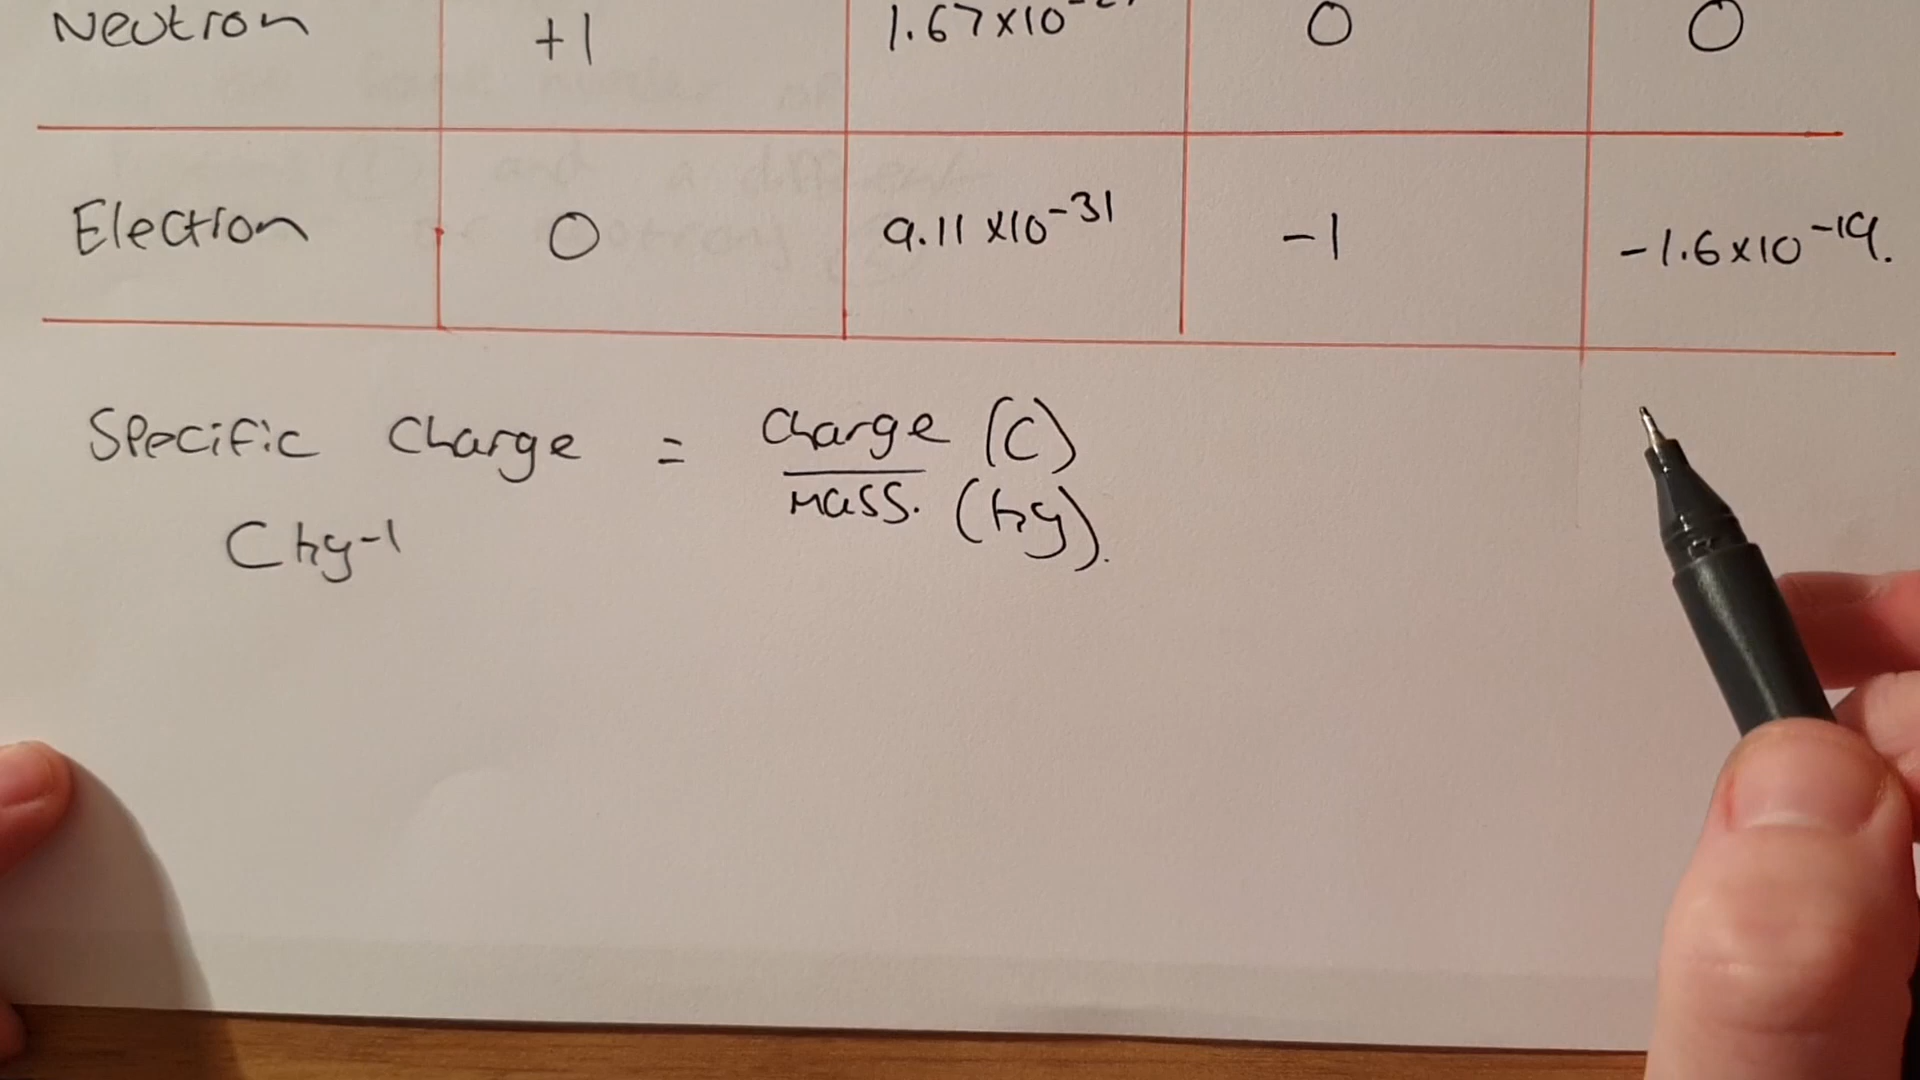 Neutron +1 1.67x10 0 0
Electron 0 9.11 x10-31 -1 -1.6x10-19.
Specific Charge = Charge (C)
mass. (kg).
Ckg-1